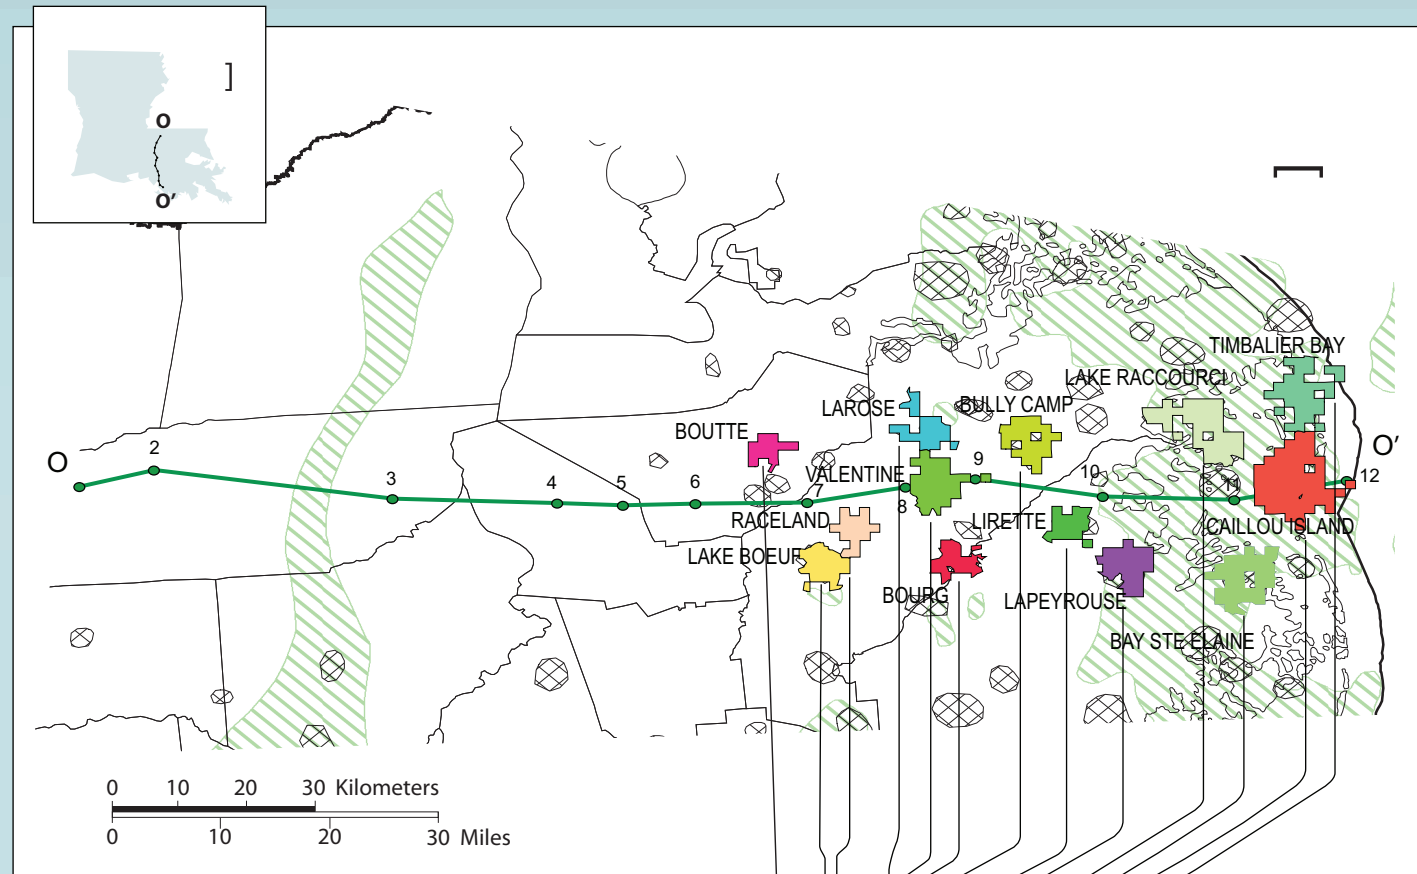 ]
O
O'
TIMBALIER BAY
LAKE RACCOURCI
LAROSE
BULLY CAMP
BOUTTE
O
2
3
4
5
6
7
VALENTINE
8
9
10
11
12
O'
RACELAND
LIRETTE
CAILLOU ISLAND
LAKE BOEUF
BOURG
LAPEYROUSE
BAY STE ELAINE
0 10 20 30 Kilometers
0 10 20 30 Miles